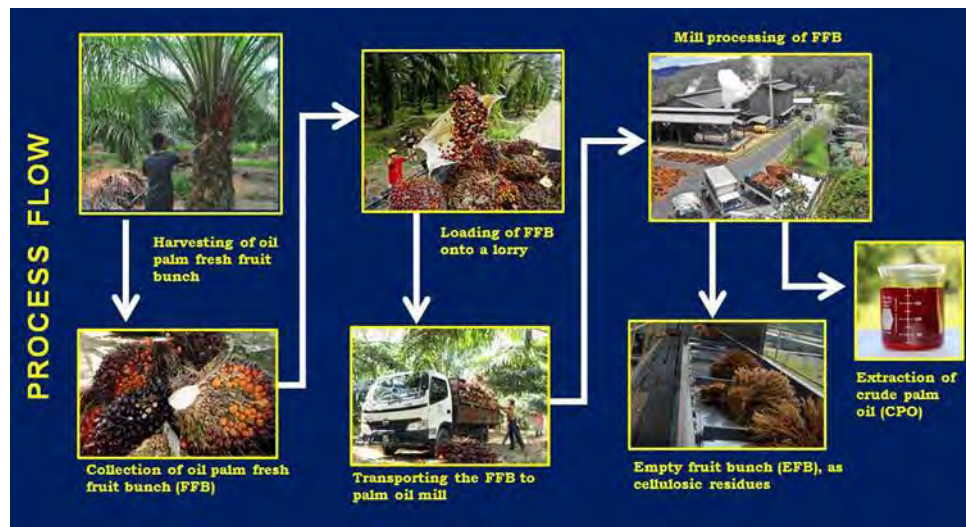 PROCESS FLOW
Harvesting of oil
palm fresh fruit
bunch
Collection of oil palm fresh
fruit bunch (FFB)
Loading of FFB
onto a lorry
Transporting the FFB to
palm oil mill
Mill processing of FFB
Empty fruit bunch (EFB), as
cellulosic residues
Extraction of
crude palm
oil (CPO)